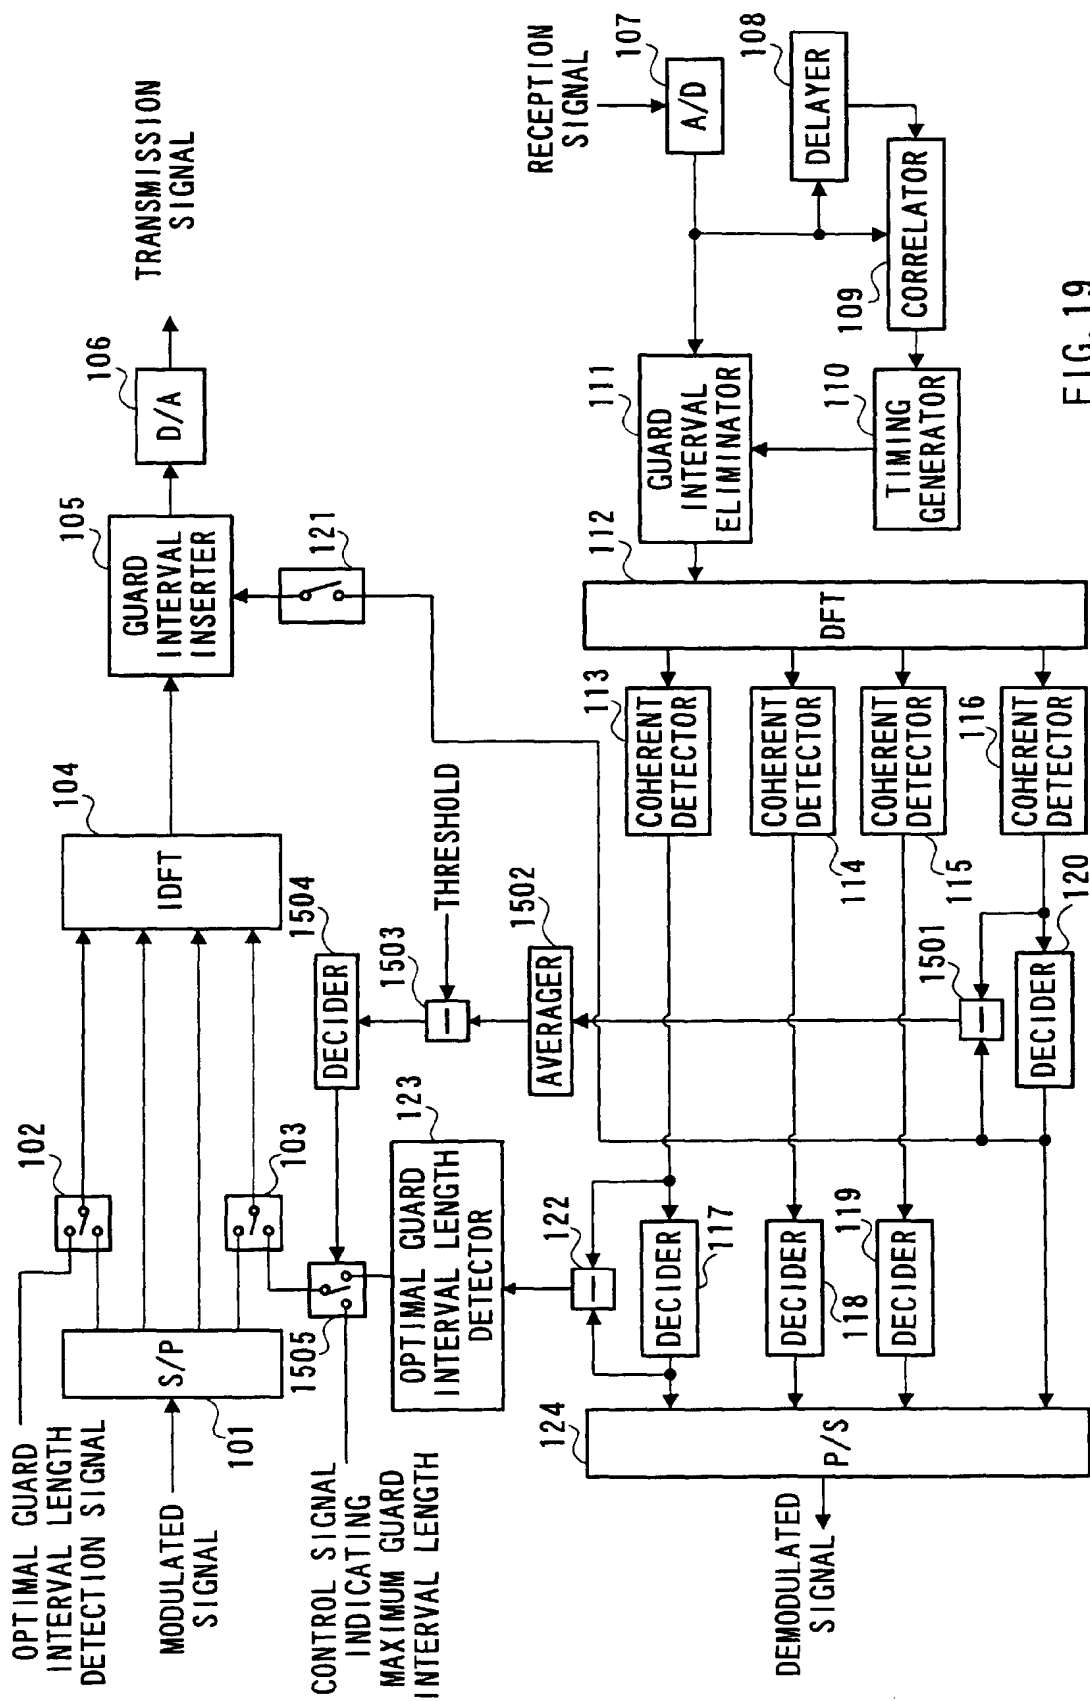 OPTIMAL GUARD
INTERVAL LENGTH
DETECTION SIGNAL
MODULATED
SIGNAL
101
S/P
102
103
104
IDFT
105
GUARD
INTERVAL
INSERTER
106
D/A
TRANSMISSION
SIGNAL
121
CONTROL SIGNAL
INDICATING
MAXIMUM GUARD
INTERVAL LENGTH
1505
1504
DECIDER
1503
THRESHOLD
1502
AVERAGER
123
OPTIMAL GUARD
INTERVAL LENGTH
DETECTOR
122
RECEPTION
SIGNAL
107
A/D
108
DELAYER
109
CORRELATOR
110
TIMING
GENERATOR
111
GUARD
INTERVAL
ELIMINATOR
112
DFT
113
COHERENT
DETECTOR
COHERENT
DETECTOR
114
COHERENT
DETECTOR
115
116
COHERENT
DETECTOR
1501
120
DECIDER
DECIDER
117
DECIDER
118
119
DECIDER
124
P/S
DEMODULATED
SIGNAL
FIG. 19